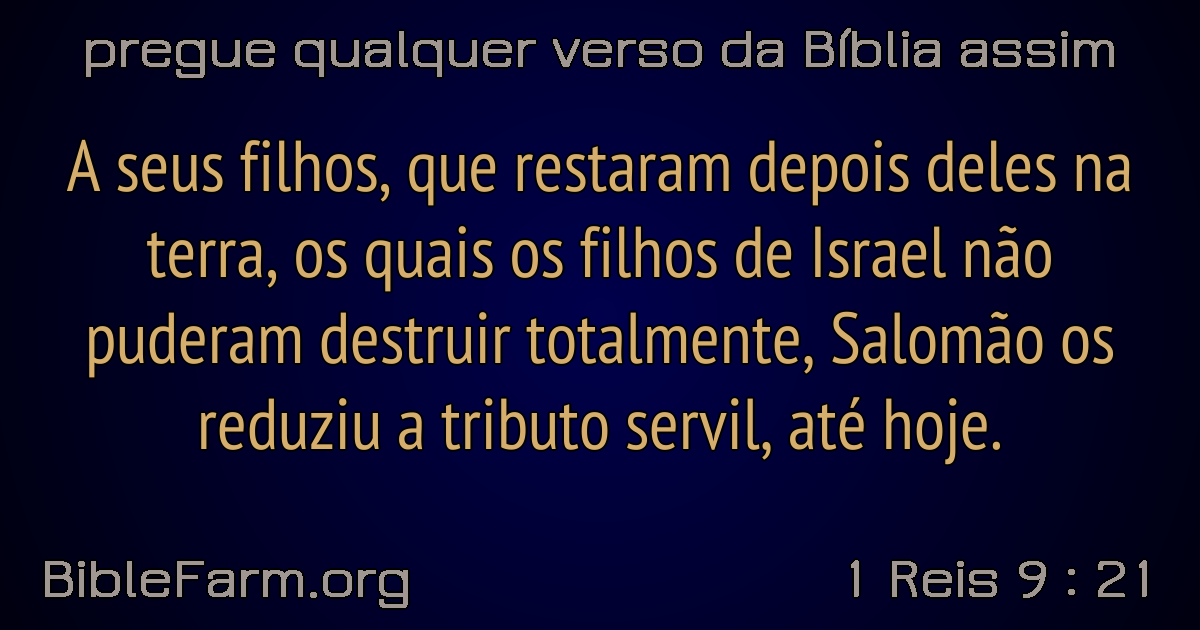 pregue qualquer verso da Bíblia assim
A seus filhos, que restaram depois deles na
terra, os quais os filhos de Israel não
puderam destruir totalmente, Salomão os
reduziu a tributo servil, até hoje.
BibleFarm.org
1 Reis 9 : 21